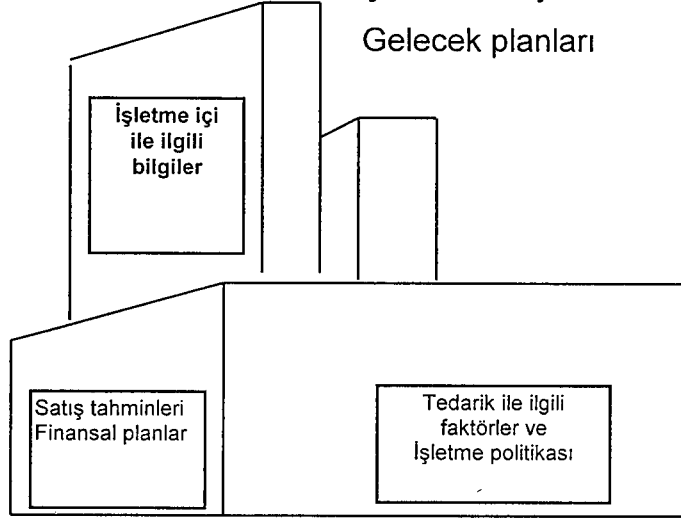 Gelecek planları
İşletme içi
ile ilgili
bilgiler
Satış tahminleri
Finansal planlar
Tedarik ile ilgili
faktörler ve
İşletme politikası